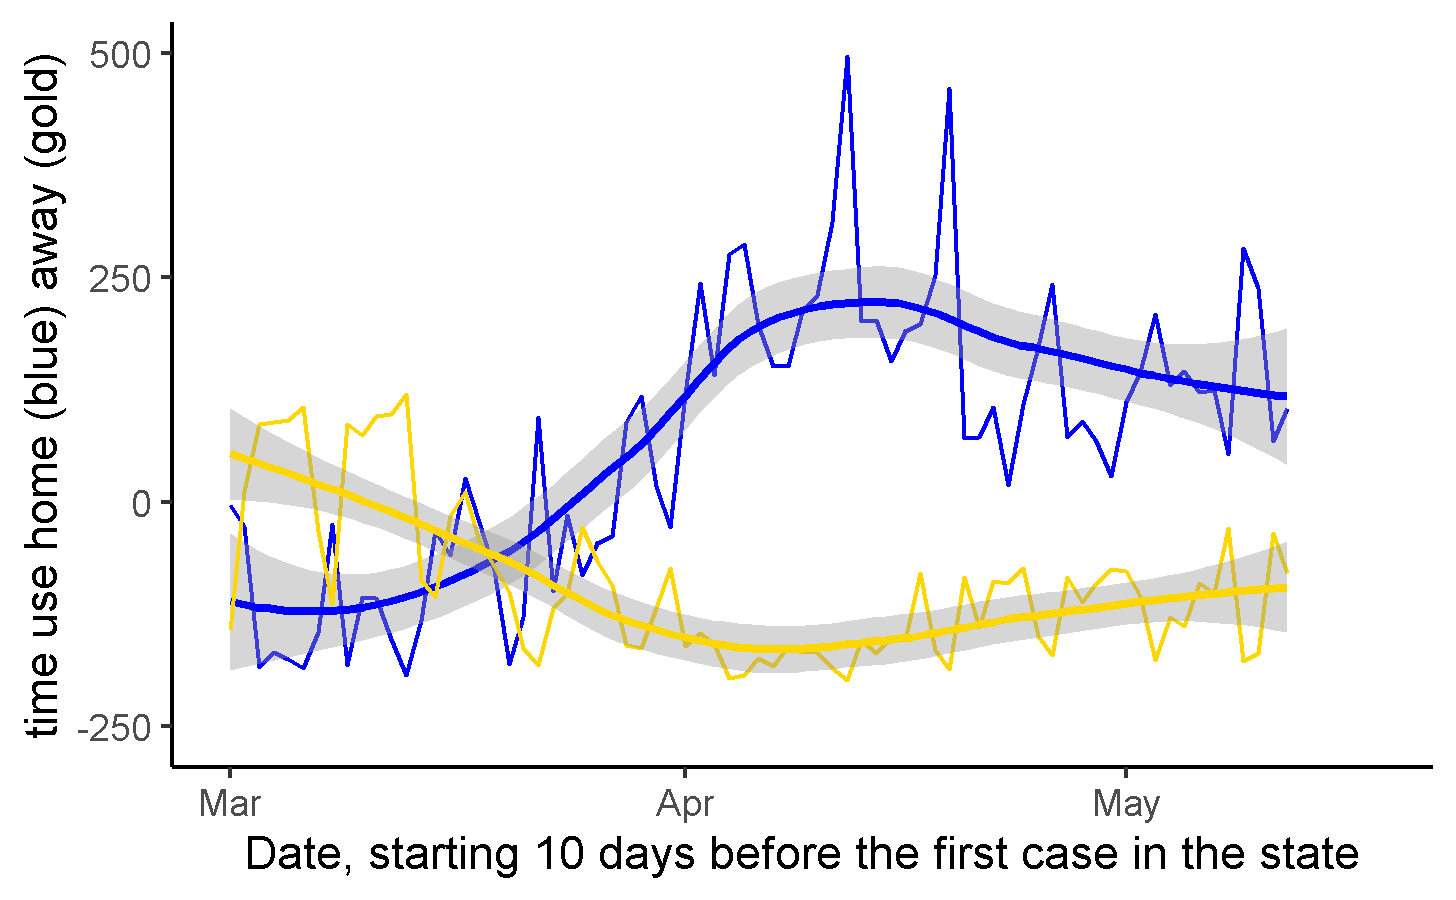 time use home (blue) away (gold)
500
250
0
-250
Mar
Apr
May
Date, starting 10 days before the first case in the state